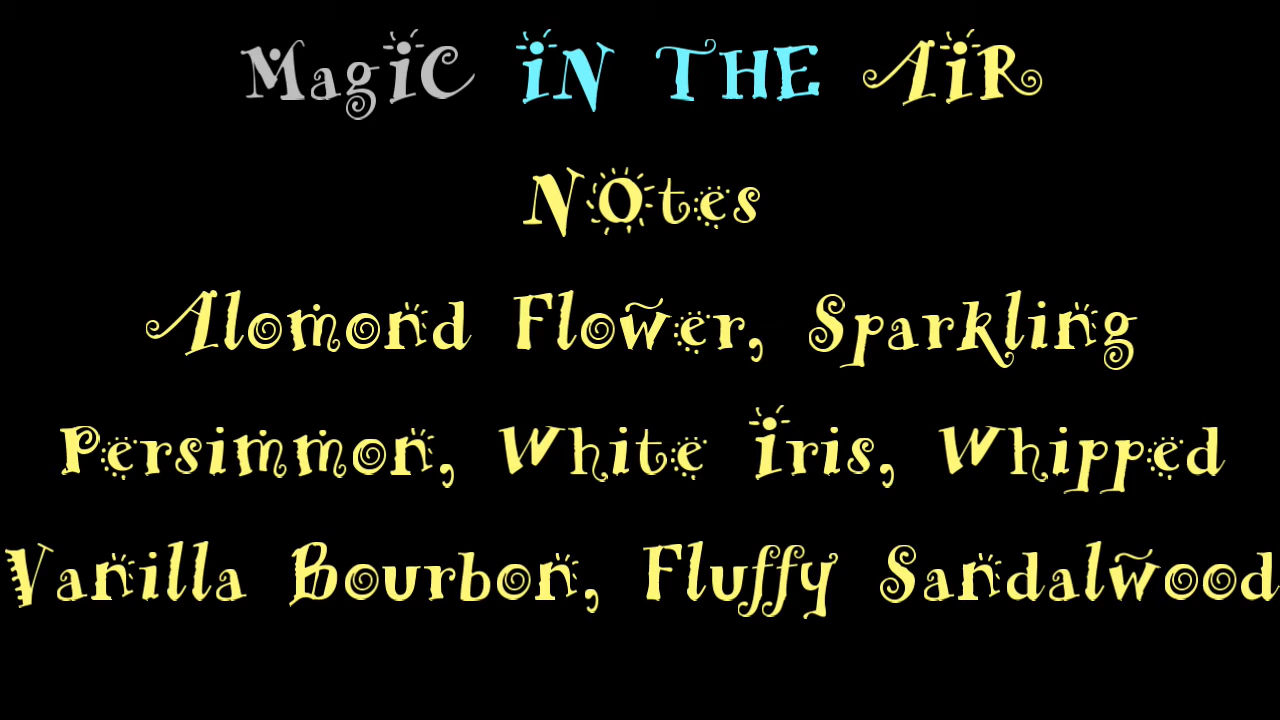 Magic iN THE AiR
NOtes
Alomond Flower, Sparkling
Persimmon, White Iris, Whipped
Vanilla Bourbon, Fluffy Sandalwood